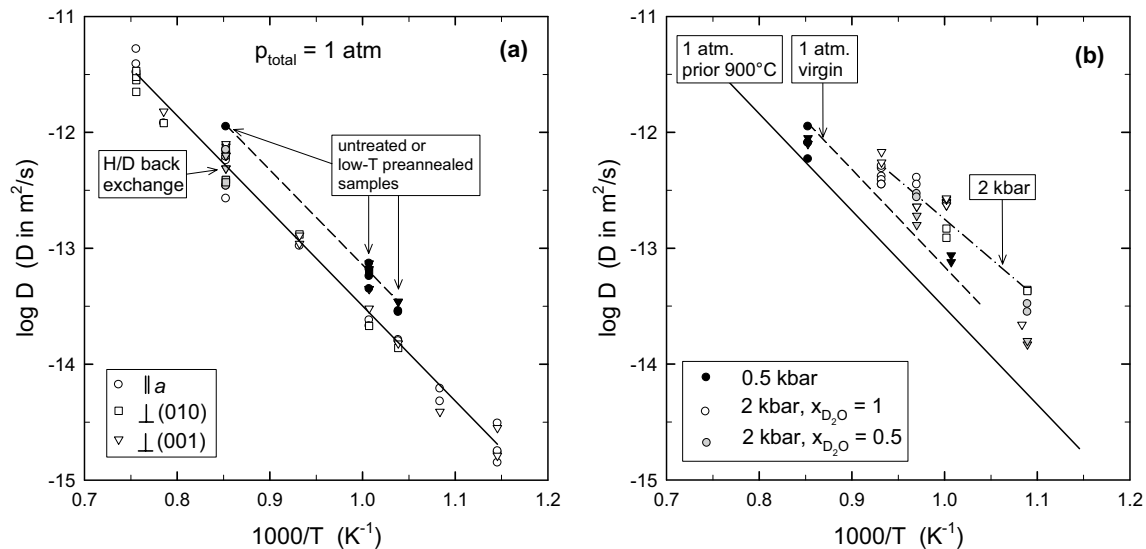 p_total = 1 atm
(a)
H/D back
exchange
untreated or
low-T preannealed
samples
|| a
⊥(010)
⊥(001)
log D (D in m²/s)
-11
-12
-13
-14
-15
0.7 0.8 0.9 1.0 1.1 1.2
1000/T (K⁻¹)
(b)
1 atm.
prior 900°C
1 atm.
virgin
2 kbar
0.5 kbar
2 kbar, x_D₂O = 1
2 kbar, x_D₂O = 0.5
log D (D in m²/s)
-11
-12
-13
-14
-15
0.7 0.8 0.9 1.0 1.1 1.2
1000/T (K⁻¹)